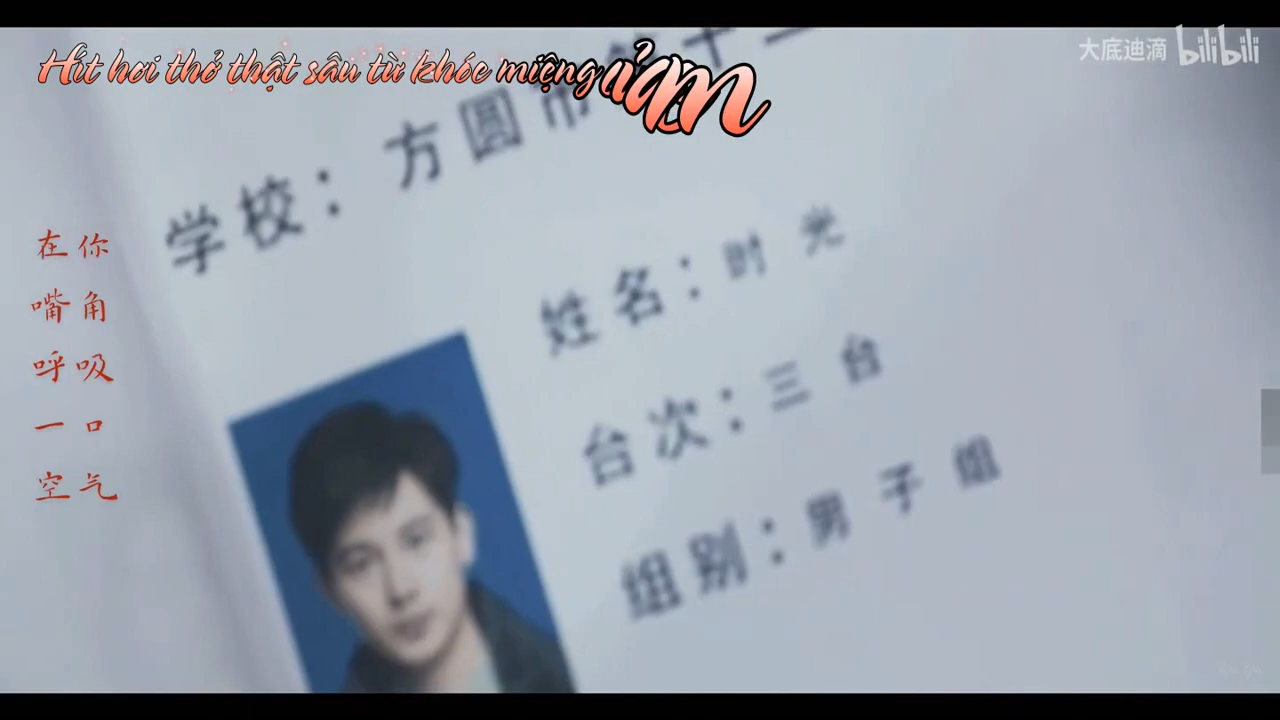 Hít hơi thở thật sâu từ khóe miệng
大底迪滴 bilibili
学校：方圆市
姓名：时光
台次：三台
组别：男子组
在你
嘴角
呼吸
一口
空气